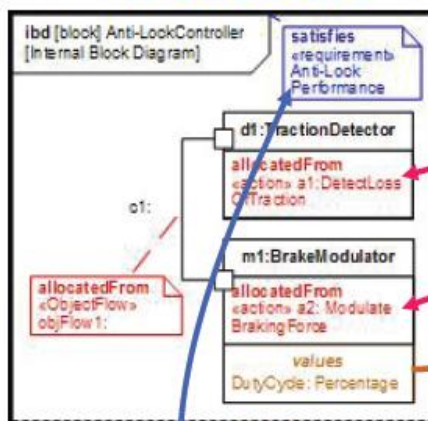 ibd [block] Anti-LockController
[Internal Block Diagram]
satisfies
«requirement»
Anti-Lock
Performance
d1:TractionDetector
allocatedFrom
«action» a1:DetectLoss
OfTraction
c1:
m1:BrakeModulator
allocatedFrom
«action» a2: Modulate
BrakingForce
allocatedFrom
«ObjectFlow»
objFlow1:
values
DutyCycle: Percentage